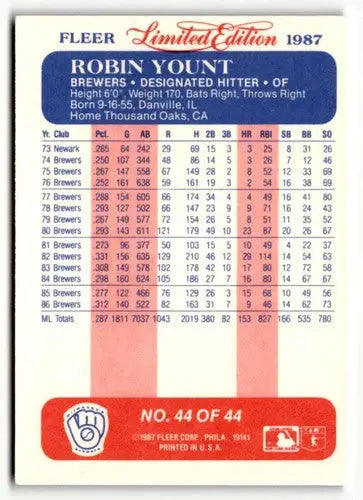 FLEER Limited Edition 1987
ROBIN YOUNT
BREWERS • DESIGNATED HITTER • OF
Height 6'0". Weight 170, Bats Right, Throws Right
Born 9-16-55, Danville, IL
Home Thousand Oaks, CA
Yr. Club Pct. G AB R H 2B 3B HR RBI SB BB SO
73 Newark .285 64 242 29 69 15 3 3 25 8 31 26
74 Brewers .250 107 344 48 86 14 5 3 26 7 12 46
75 Brewers .267 147 558 67 149 28 2 8 52 12 33 69
76 Brewers .252 161 638 59 161 19 3 2 54 16 38 69
77 Brewers .288 154 605 66 174 34 4 4 49 16 41 80
78 Brewers .293 127 502 66 147 23 9 9 71 16 24 43
79 Brewers .267 149 577 72 154 26 5 8 51 11 35 52
80 Brewers .293 143 611 121 179 49 10 23 87 20 26 67
81 Brewers .273 96 377 50 103 15 5 10 49 4 22 37
82 Brewers .331 156 635 129 210 46 12 29 114 14 54 63
83 Brewers .308 149 578 102 178 42 10 17 80 12 72 58
84 Brewers .298 160 624 105 186 27 7 16 80 14 67 67
85 Brewers .277 122 466 76 129 26 3 15 68 10 49 56
86 Brewers .312 140 522 82 163 31 7 9 46 14 62 73
ML Totals .287 1811 7037 1043 2019 380 82 153 827 166 535 780
NO. 44 OF 44
©1987 FLEER CORP., PHILA., 19141
PRINTED IN U.S.A.